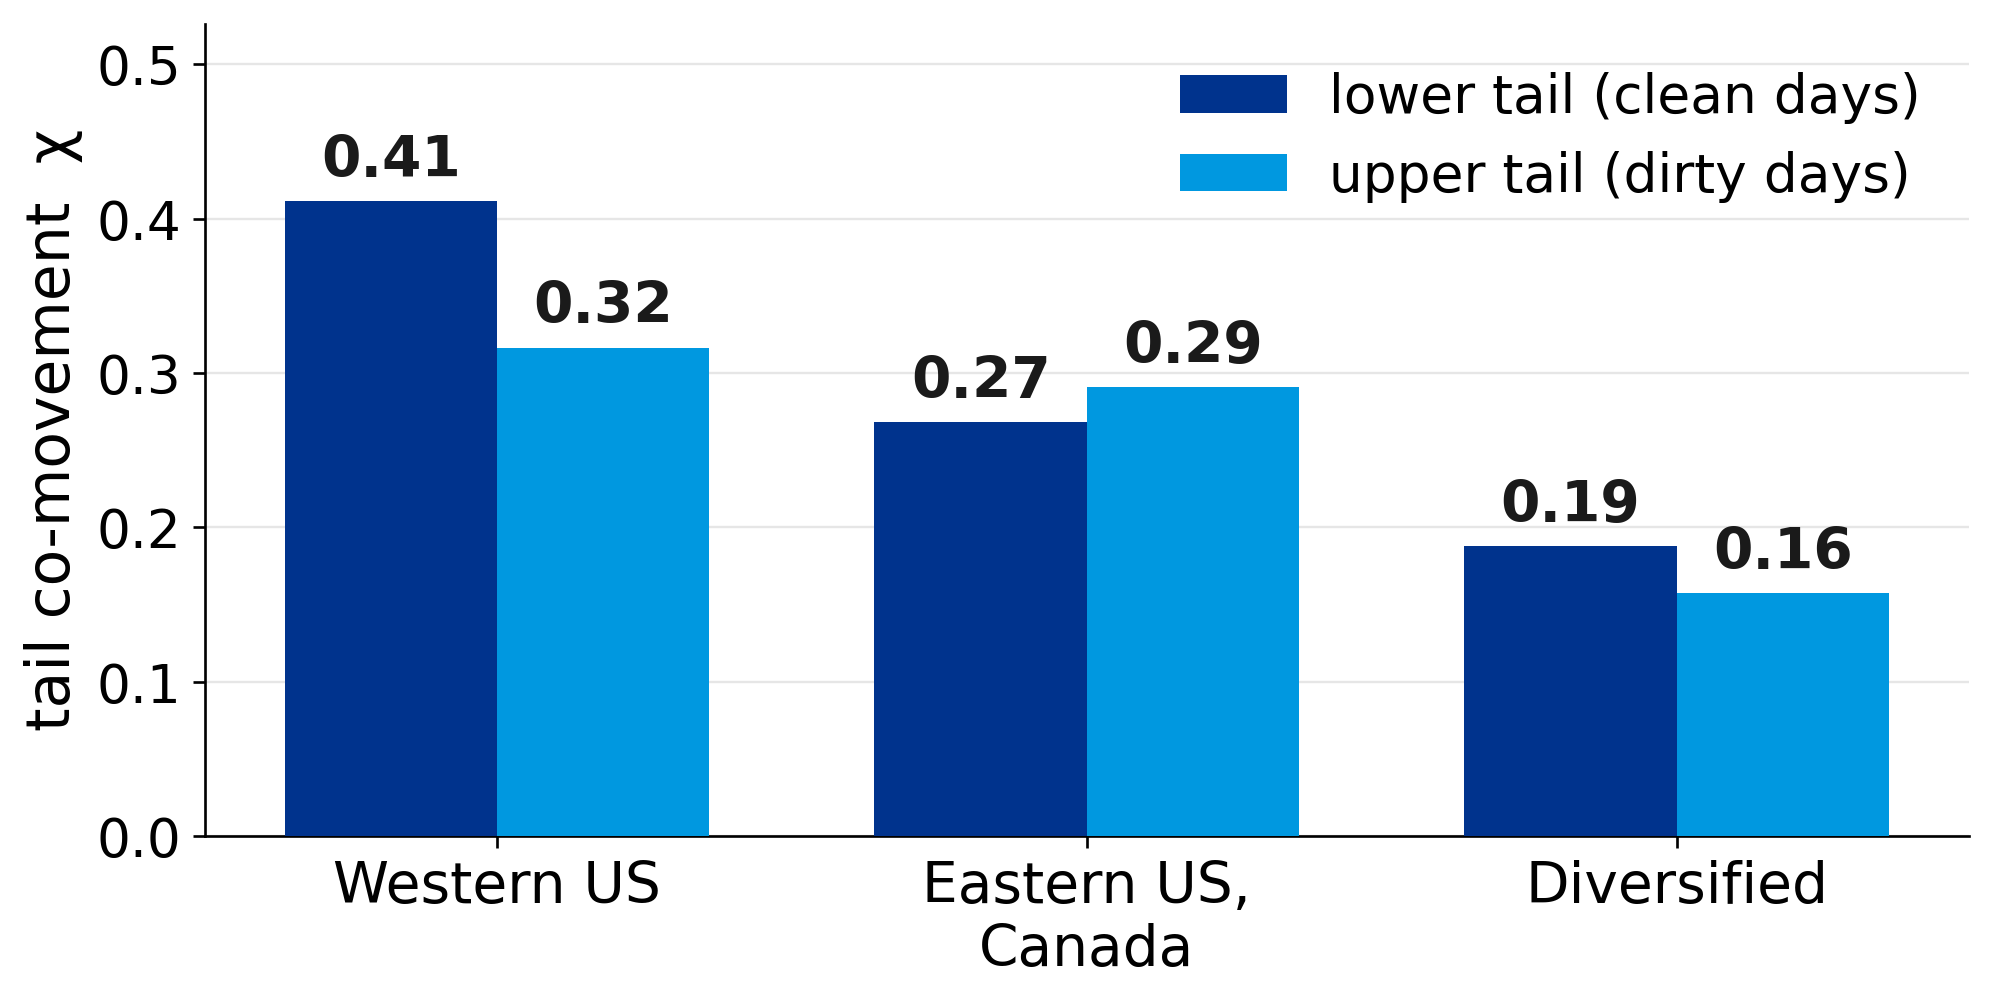 tail co-movement χ
0.5
0.4
0.3
0.2
0.1
0.0
lower tail (clean days)
upper tail (dirty days)
0.41
0.32
0.27
0.29
0.19
0.16
Western US
Eastern US,
Canada
Diversified